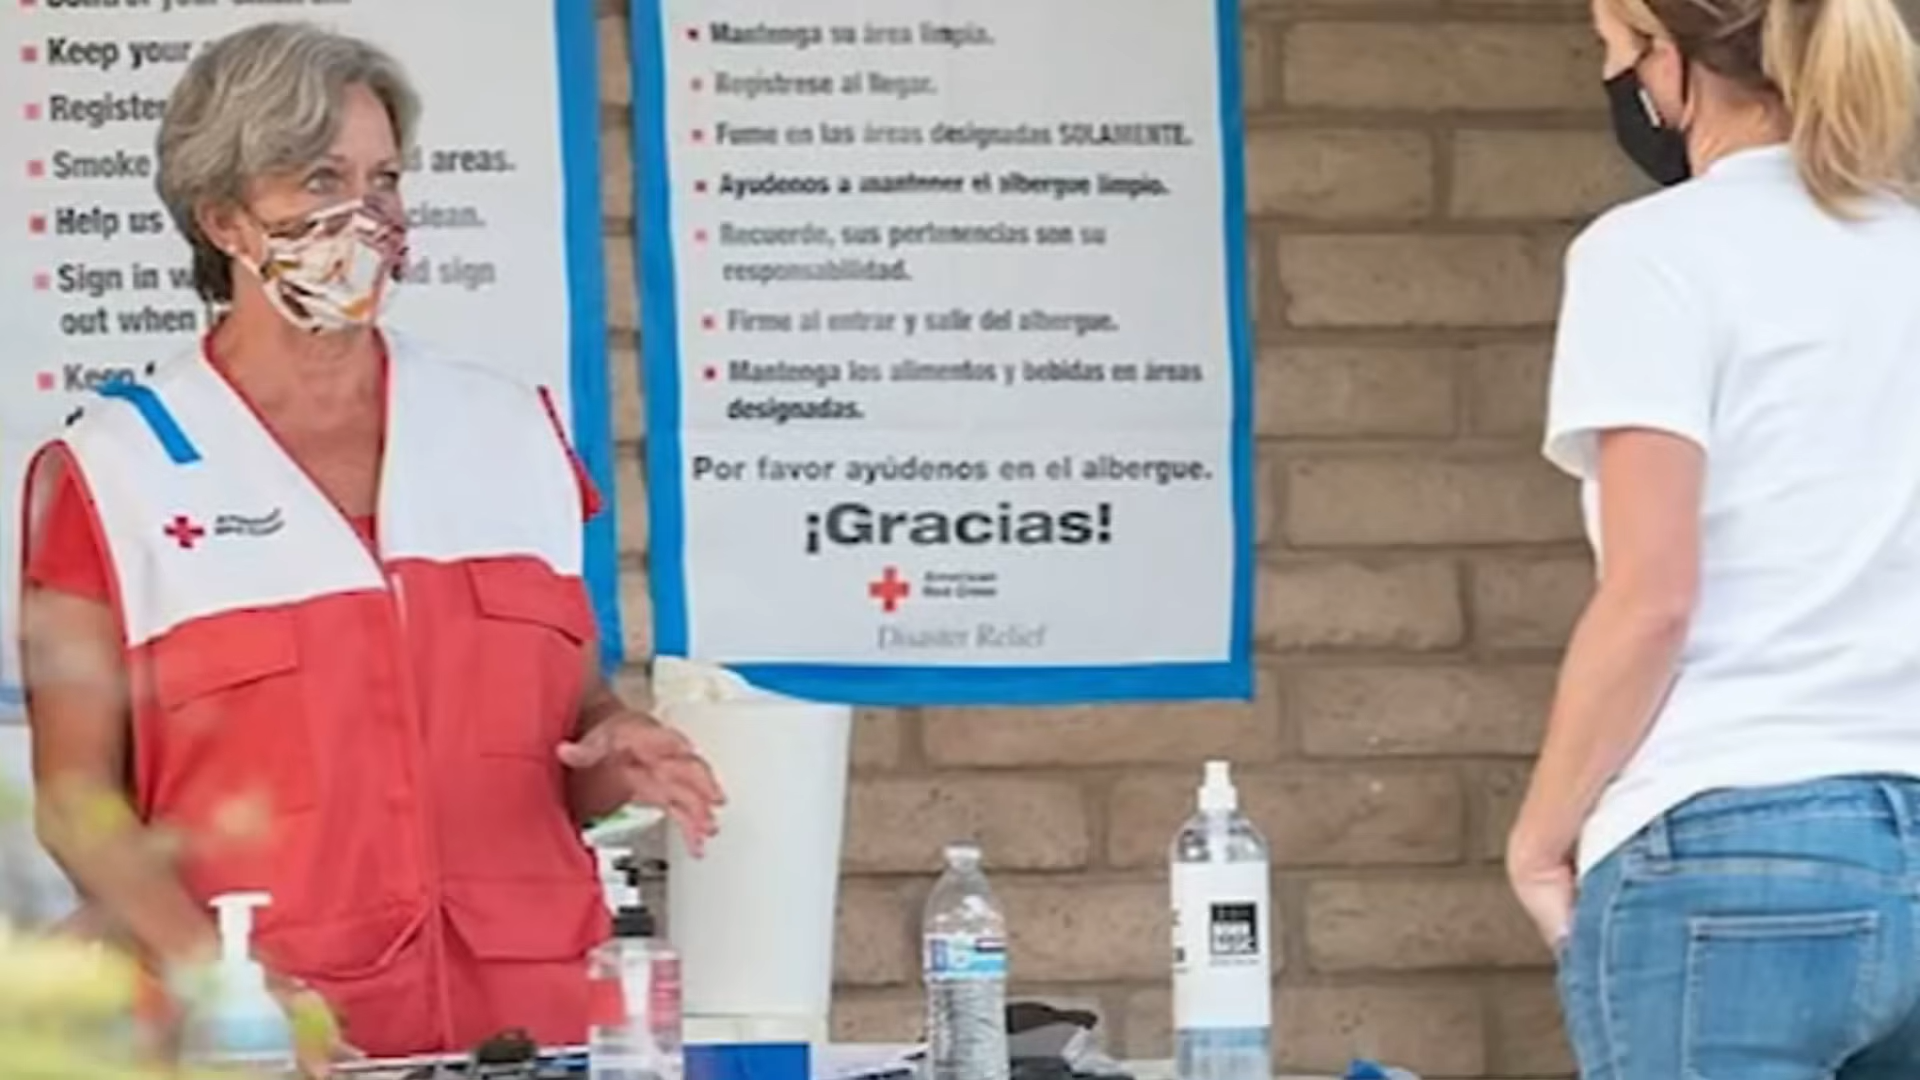 Keep your
Register
Smoke areas.
Help us clean.
Sign in sign
out when
Keep
Mantenga su área limpia.
Regístrese al llegar.
Fume en las áreas designadas SOLAMENTE.
Ayudenos a mantener el albergue limpio.
Recuerde, sus pertenencias son su
responsabilidad.
Firme al entrar y salir del albergue.
Mantenga los alimentos y bebidas en áreas
designadas.
Por favor ayúdenos en el albergue.
¡Gracias!
American
Red Cross
Disaster Relief